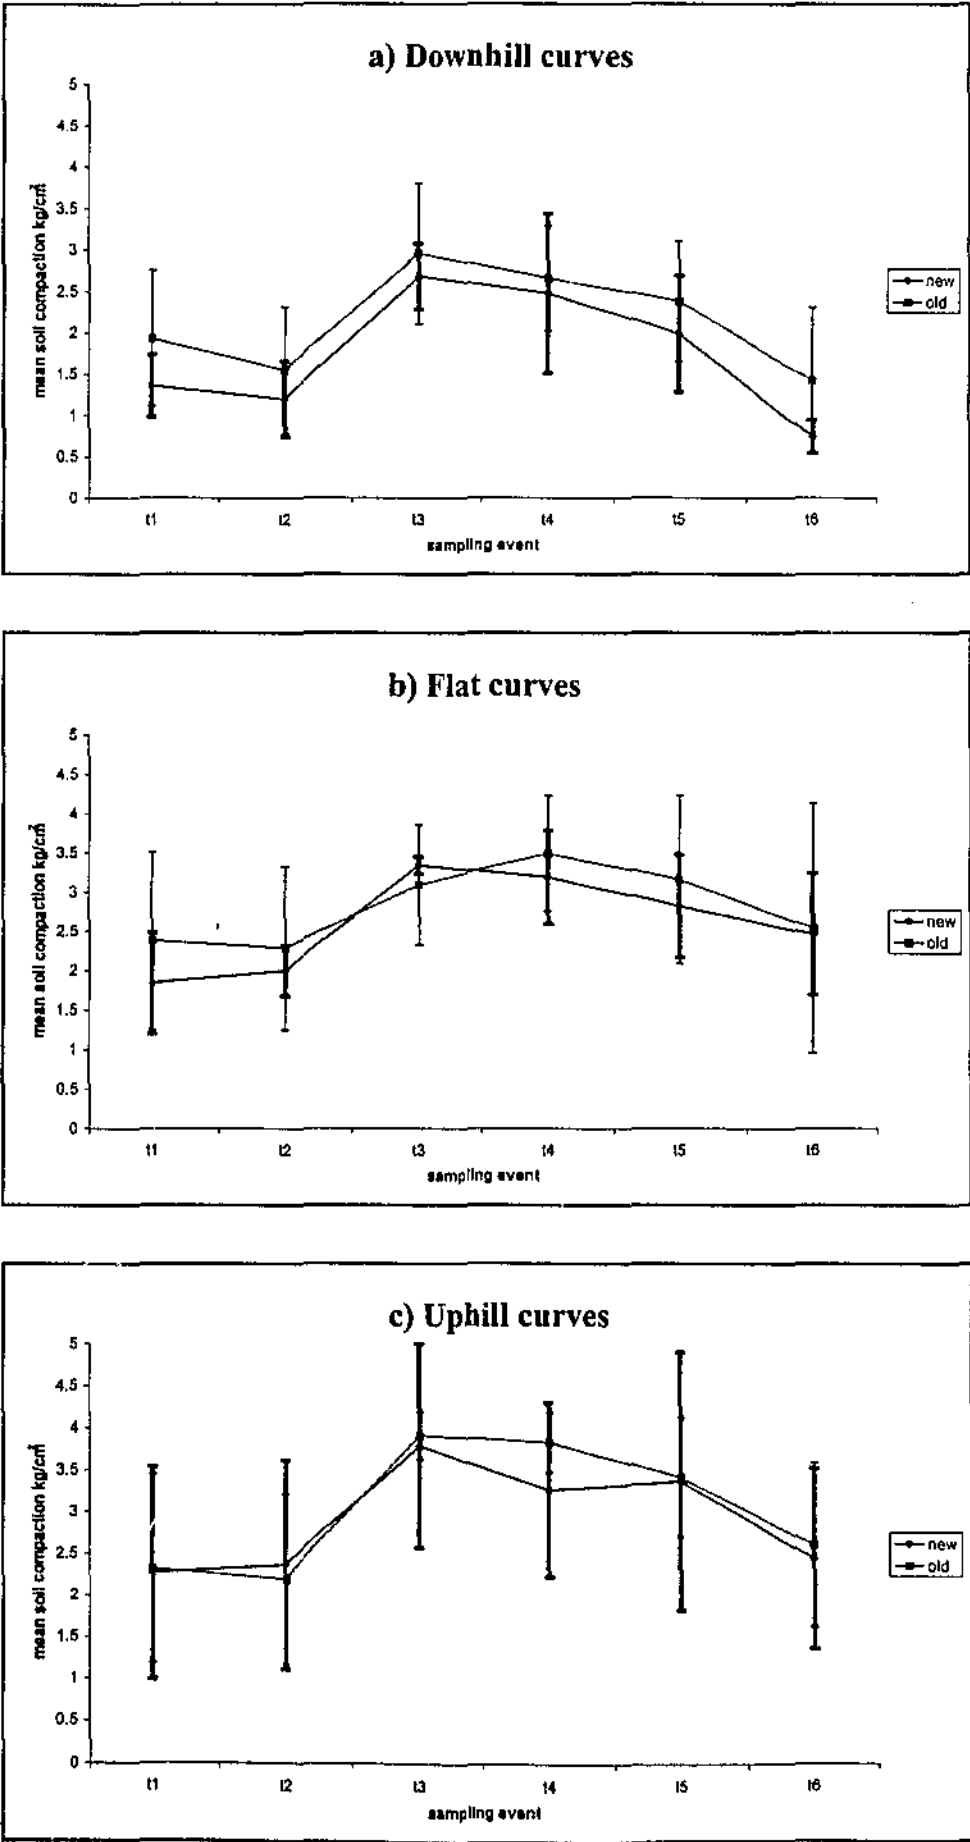 a) Downhill curves
mean soil compaction kg/cm²
5
4.5
4
3.5
3
2.5
2
1.5
1
0.5
0
t1 t2 t3 t4 t5 t6
sampling event
new
old
b) Flat curves
mean soil compaction kg/cm²
5
4.5
4
3.5
3
2.5
2
1.5
1
0.5
0
t1 t2 t3 t4 t5 t6
sampling event
new
old
c) Uphill curves
mean soil compaction kg/cm²
5
4.5
4
3.5
3
2.5
2
1.5
1
0.5
0
t1 t2 t3 t4 t5 t6
sampling event
new
old